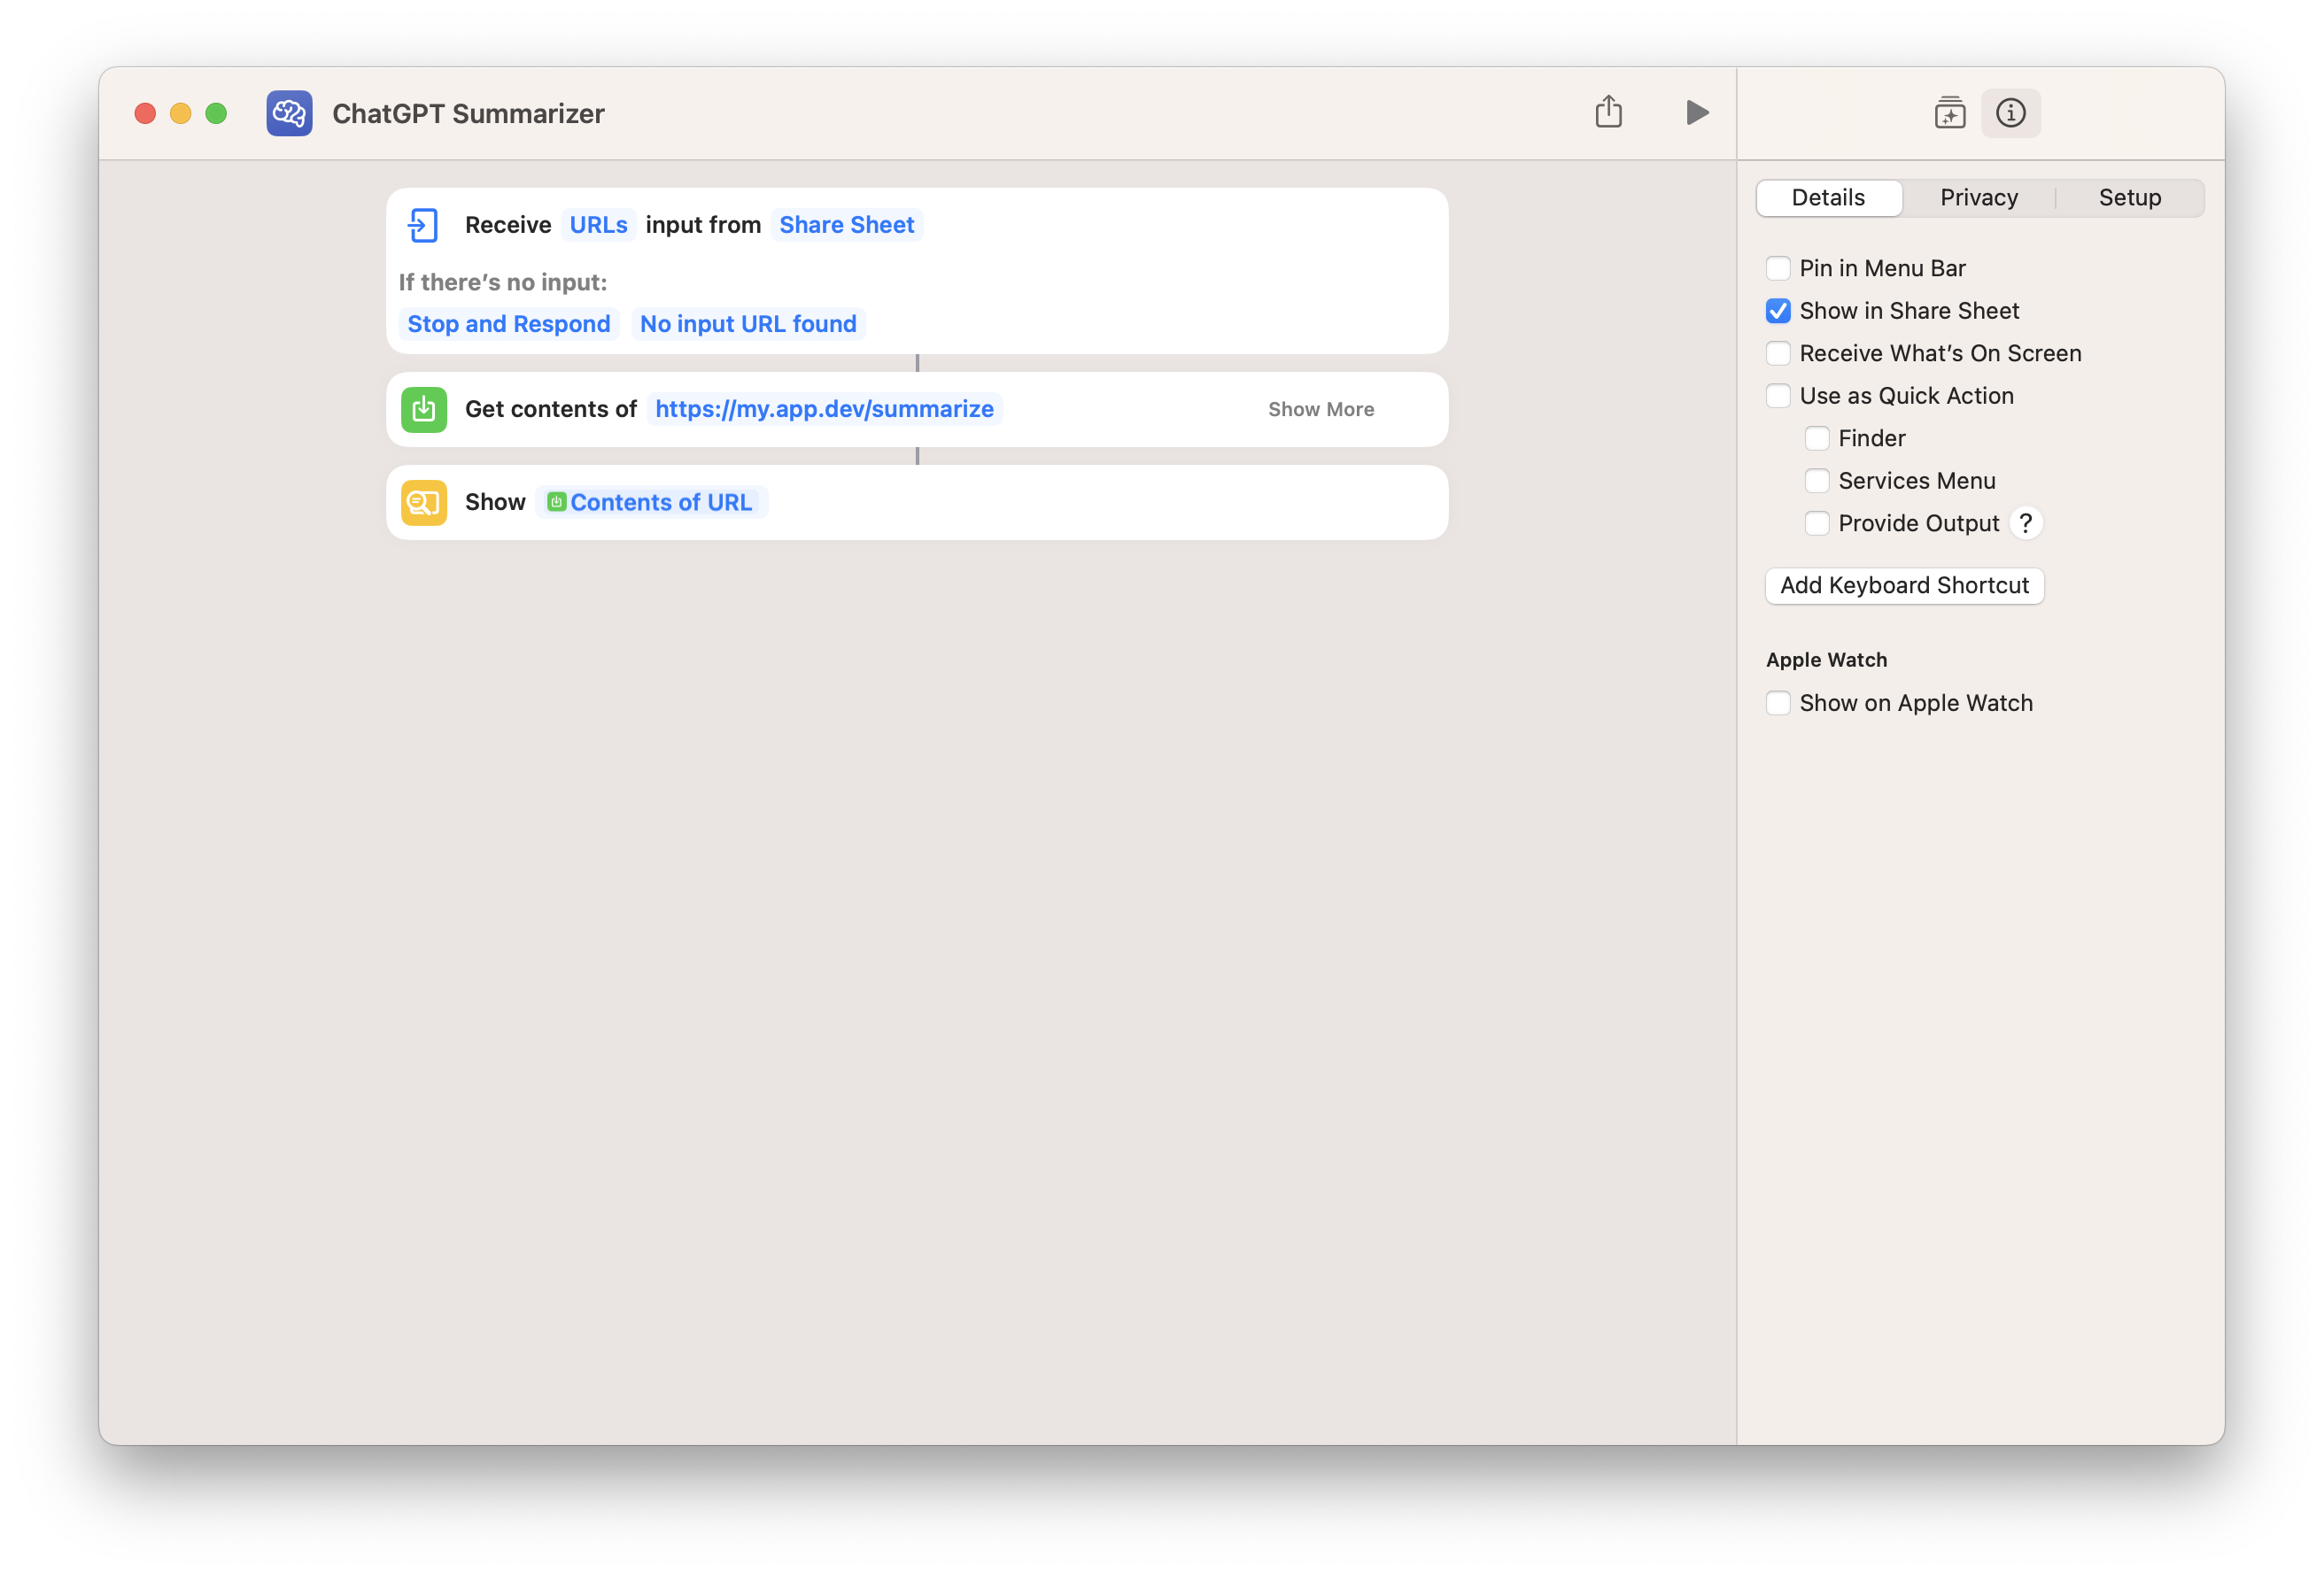 ChatGPT Summarizer
Receive URLs input from Share Sheet
If there’s no input:
Stop and Respond No input URL found
Get contents of https://my.app.dev/summarize Show More
Show Contents of URL
Details Privacy Setup
Pin in Menu Bar
Show in Share Sheet
Receive What’s On Screen
Use as Quick Action
Finder
Services Menu
Provide Output ?
Add Keyboard Shortcut
Apple Watch
Show on Apple Watch